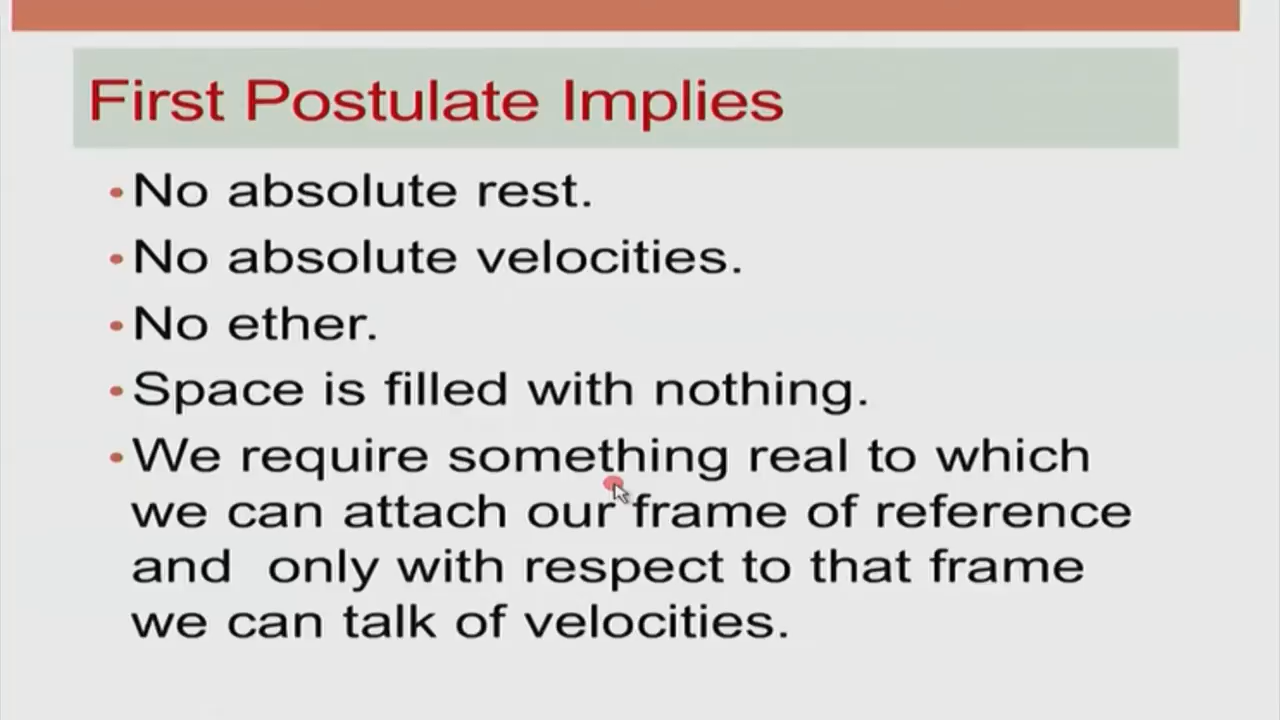 First Postulate Implies
•No absolute rest.
•No absolute velocities.
•No ether.
•Space is filled with nothing.
•We require something real to which
we can attach our frame of reference
and only with respect to that frame
we can talk of velocities.